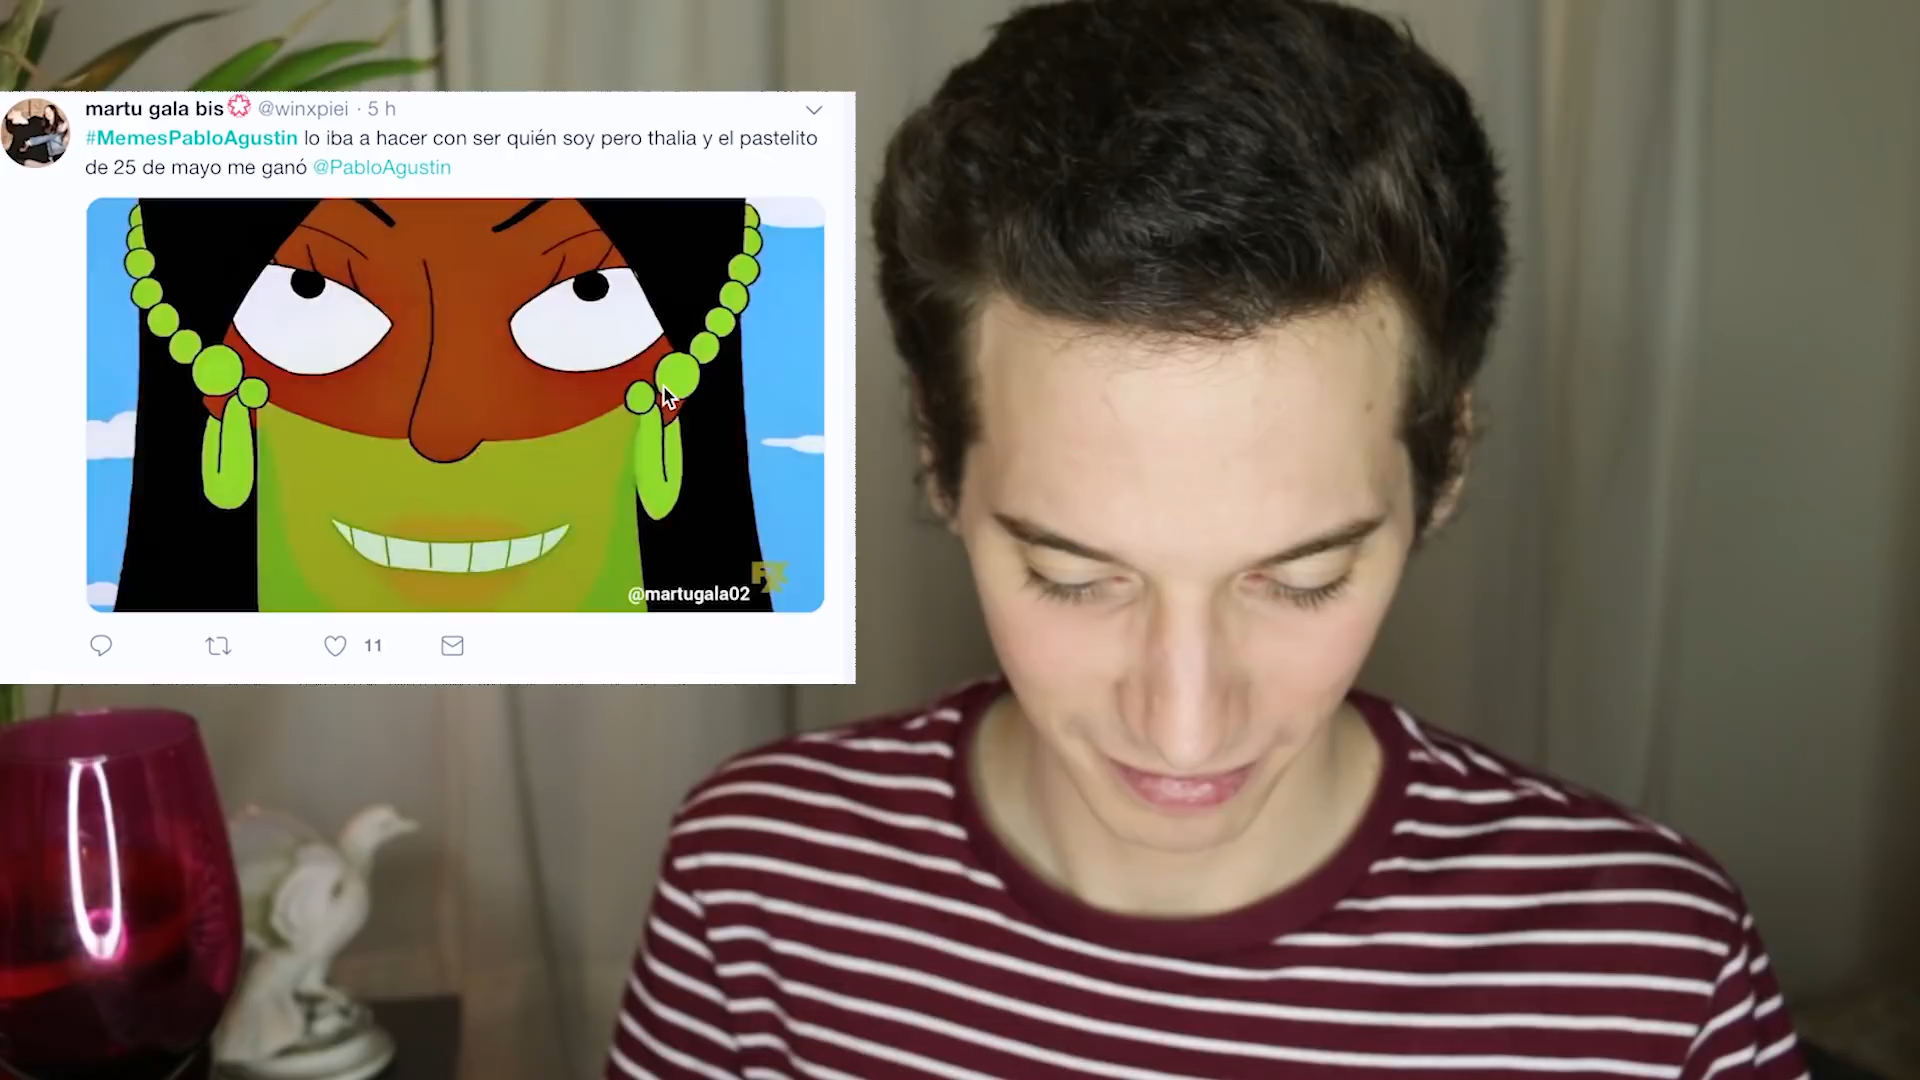 martu gala bis @winxpiei · 5 h
#MemesPabloAgustin lo iba a hacer con ser quién soy pero thalia y el pastelito
de 25 de mayo me ganó @PabloAgustin
@martugala02
FXX
11